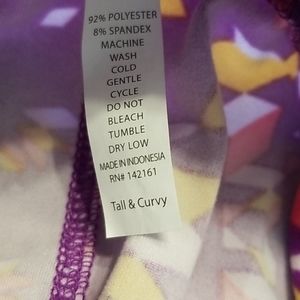 92% POLYESTER
8% SPANDEX
MACHINE
WASH
COLD
GENTLE
CYCLE
DO NOT
BLEACH
TUMBLE
DRY LOW
MADE IN INDONESIA
RN# 142161
Tall & Curvy